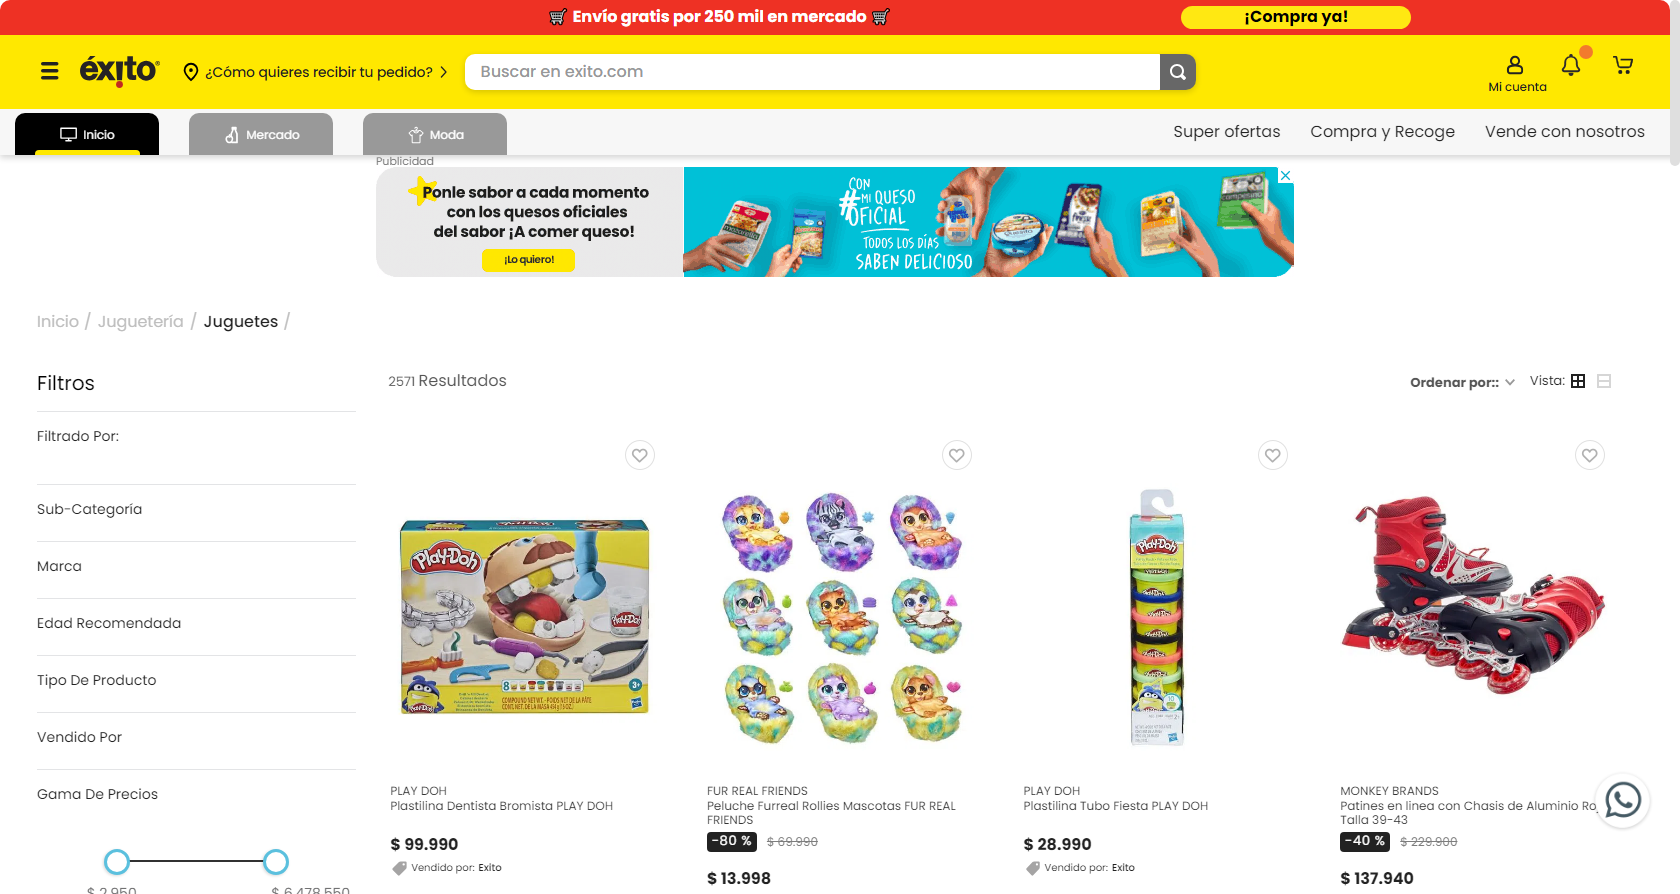 🛒 Envío gratis por 250 mil en mercado 🛒
¡Compra ya!
éxito
¿Cómo quieres recibir tu pedido?
Buscar en exito.com
Mi cuenta
Inicio
Mercado
Moda
Super ofertas
Compra y Recoge
Vende con nosotros
Publicidad
Ponle sabor a cada momento
con los quesos oficiales
del sabor ¡A comer queso!
¡Lo quiero!
CON
#MI QUESO
OFICIAL
TODOS LOS DÍAS
SABEN DELICIOSO
Inicio / Juguetería / Juguetes /
Filtros
2571 Resultados
Ordenar por::
Vista:
Filtrado Por:
Sub-Categoría
Marca
Edad Recomendada
Tipo De Producto
Vendido Por
Gama De Precios
$ 2.950
$ 6.478.550
Play-Doh
3+
PLAY DOH
Plastilina Dentista Bromista PLAY DOH
$ 99.990
Vendido por: Exito
FUR REAL FRIENDS
Peluche Furreal Rollies Mascotas FUR REAL
FRIENDS
-80 % $ 69.990
$ 13.998
Play-Doh
PLAY DOH
Plastilina Tubo Fiesta PLAY DOH
$ 28.990
Vendido por: Exito
MONKEY BRANDS
Patines en linea con Chasis de Aluminio
Talla 39-43
-40 % $ 229.900
$ 137.940